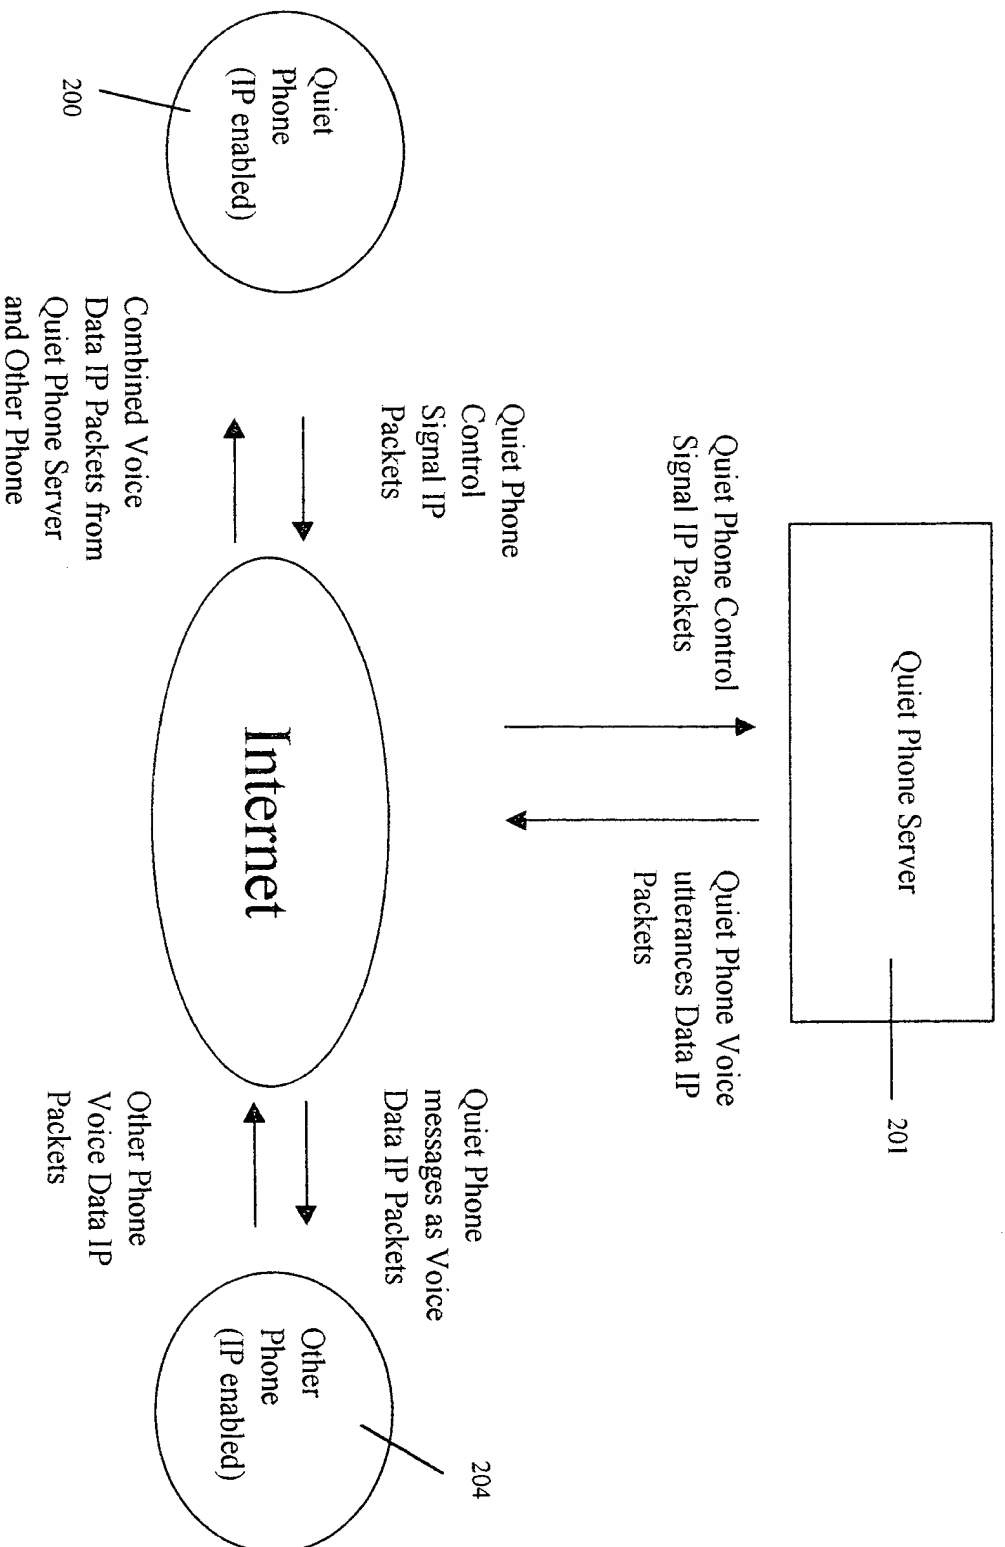 Quiet Phone Server
201
Quiet Phone Control
Signal IP Packets
Quiet Phone Voice
utterances Data IP
Packets
Quiet Phone
Control
Signal IP
Packets
Quiet Phone
messages as Voice
Data IP Packets
204
Quiet
Phone
(IP enabled)
Internet
Other
Phone
(IP enabled)
200
Combined Voice
Data IP Packets from
Quiet Phone Server
and Other Phone
Other Phone
Voice Data IP
Packets